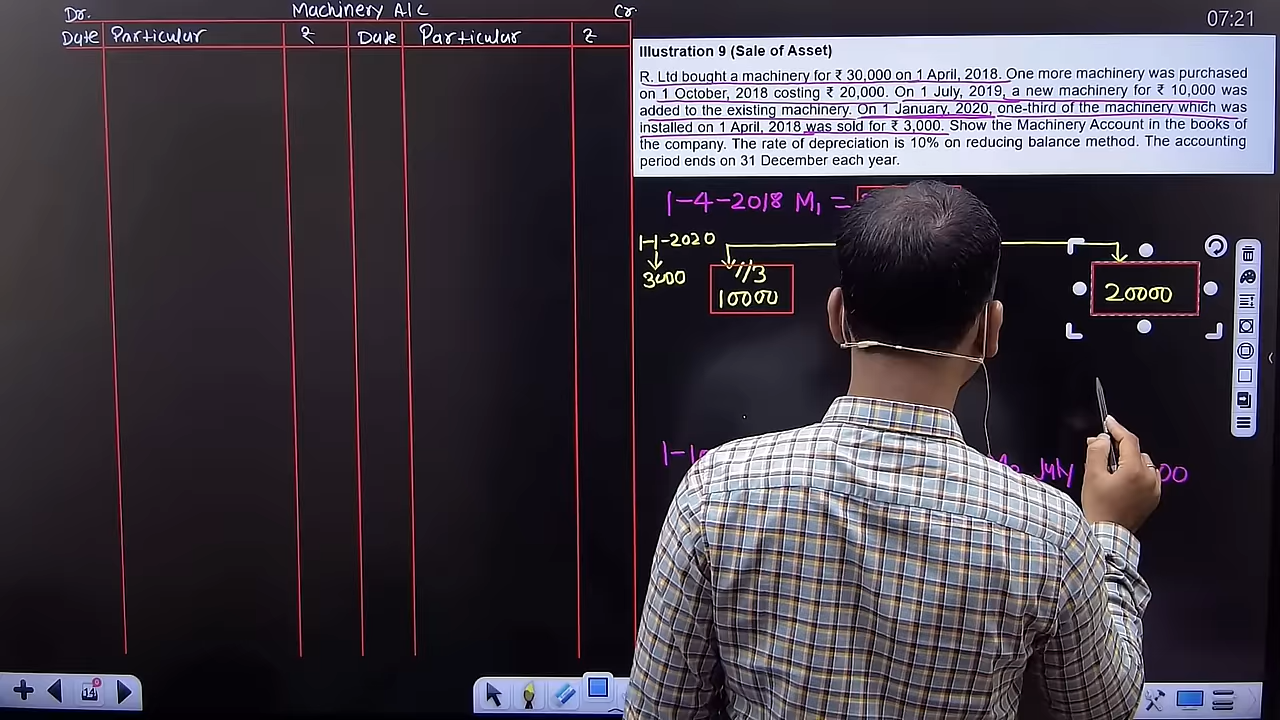 07:21
Dr. Machinery A/c Cr.
Date Particular ₹ Date Particular ₹
Illustration 9 (Sale of Asset)
R. Ltd bought a machinery for ₹ 30,000 on 1 April, 2018. One more machinery was purchased
on 1 October, 2018 costing ₹ 20,000. On 1 July, 2019, a new machinery for ₹ 10,000 was
added to the existing machinery. On 1 January, 2020, one-third of the machinery which was
installed on 1 April, 2018 was sold for ₹ 3,000. Show the Machinery Account in the books of
the company. The rate of depreciation is 10% on reducing balance method. The accounting
period ends on 31 December each year.
1-4-2018 M1 =
1-1-2020
3000
1/3
10000
20000
July
14